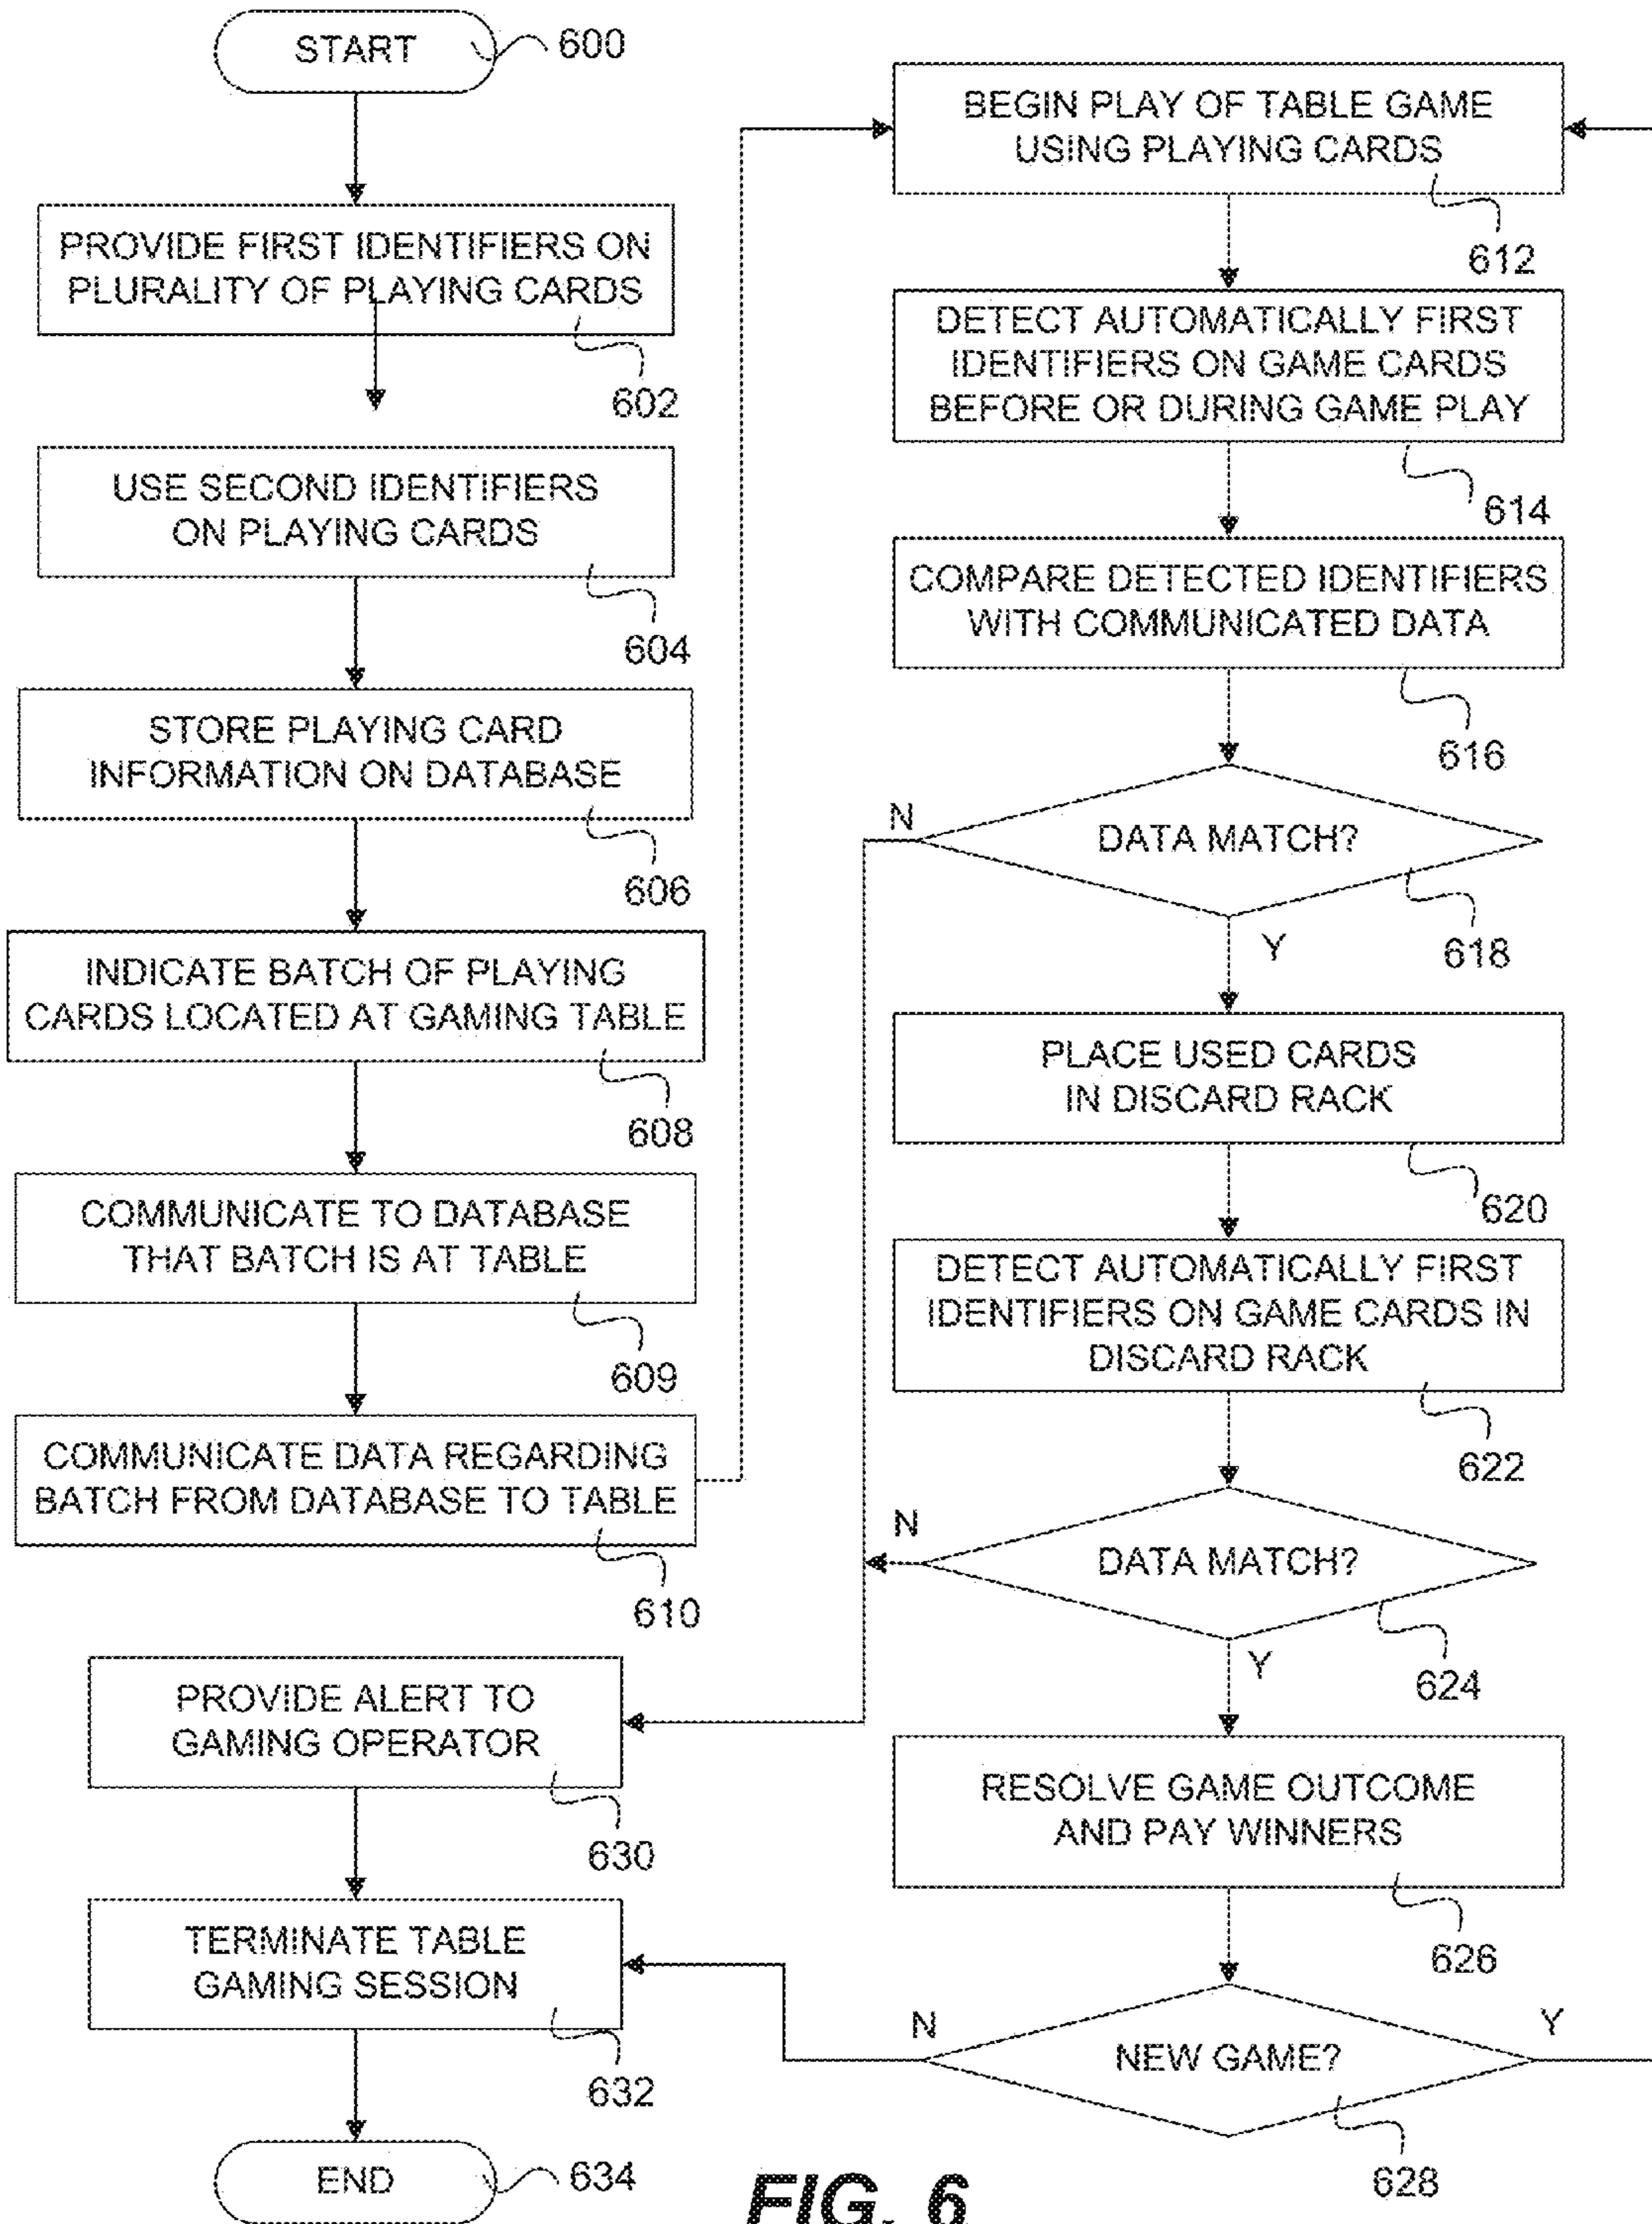 START
600
PROVIDE FIRST IDENTIFIERS ON
PLURALITY OF PLAYING CARDS
602
USE SECOND IDENTIFIERS
ON PLAYING CARDS
604
STORE PLAYING CARD
INFORMATION ON DATABASE
606
INDICATE BATCH OF PLAYING
CARDS LOCATED AT GAMING TABLE
608
COMMUNICATE TO DATABASE
THAT BATCH IS AT TABLE
609
COMMUNICATE DATA REGARDING
BATCH FROM DATABASE TO TABLE
610
BEGIN PLAY OF TABLE GAME
USING PLAYING CARDS
612
DETECT AUTOMATICALLY FIRST
IDENTIFIERS ON GAME CARDS
BEFORE OR DURING GAME PLAY
614
COMPARE DETECTED IDENTIFIERS
WITH COMMUNICATED DATA
616
N
DATA MATCH?
618
Y
PLACE USED CARDS
IN DISCARD RACK
620
DETECT AUTOMATICALLY FIRST
IDENTIFIERS ON GAME CARDS IN
DISCARD RACK
622
N
DATA MATCH?
624
Y
RESOLVE GAME OUTCOME
AND PAY WINNERS
626
N
NEW GAME?
Y
628
PROVIDE ALERT TO
GAMING OPERATOR
630
TERMINATE TABLE
GAMING SESSION
632
END
634
FIG. 6